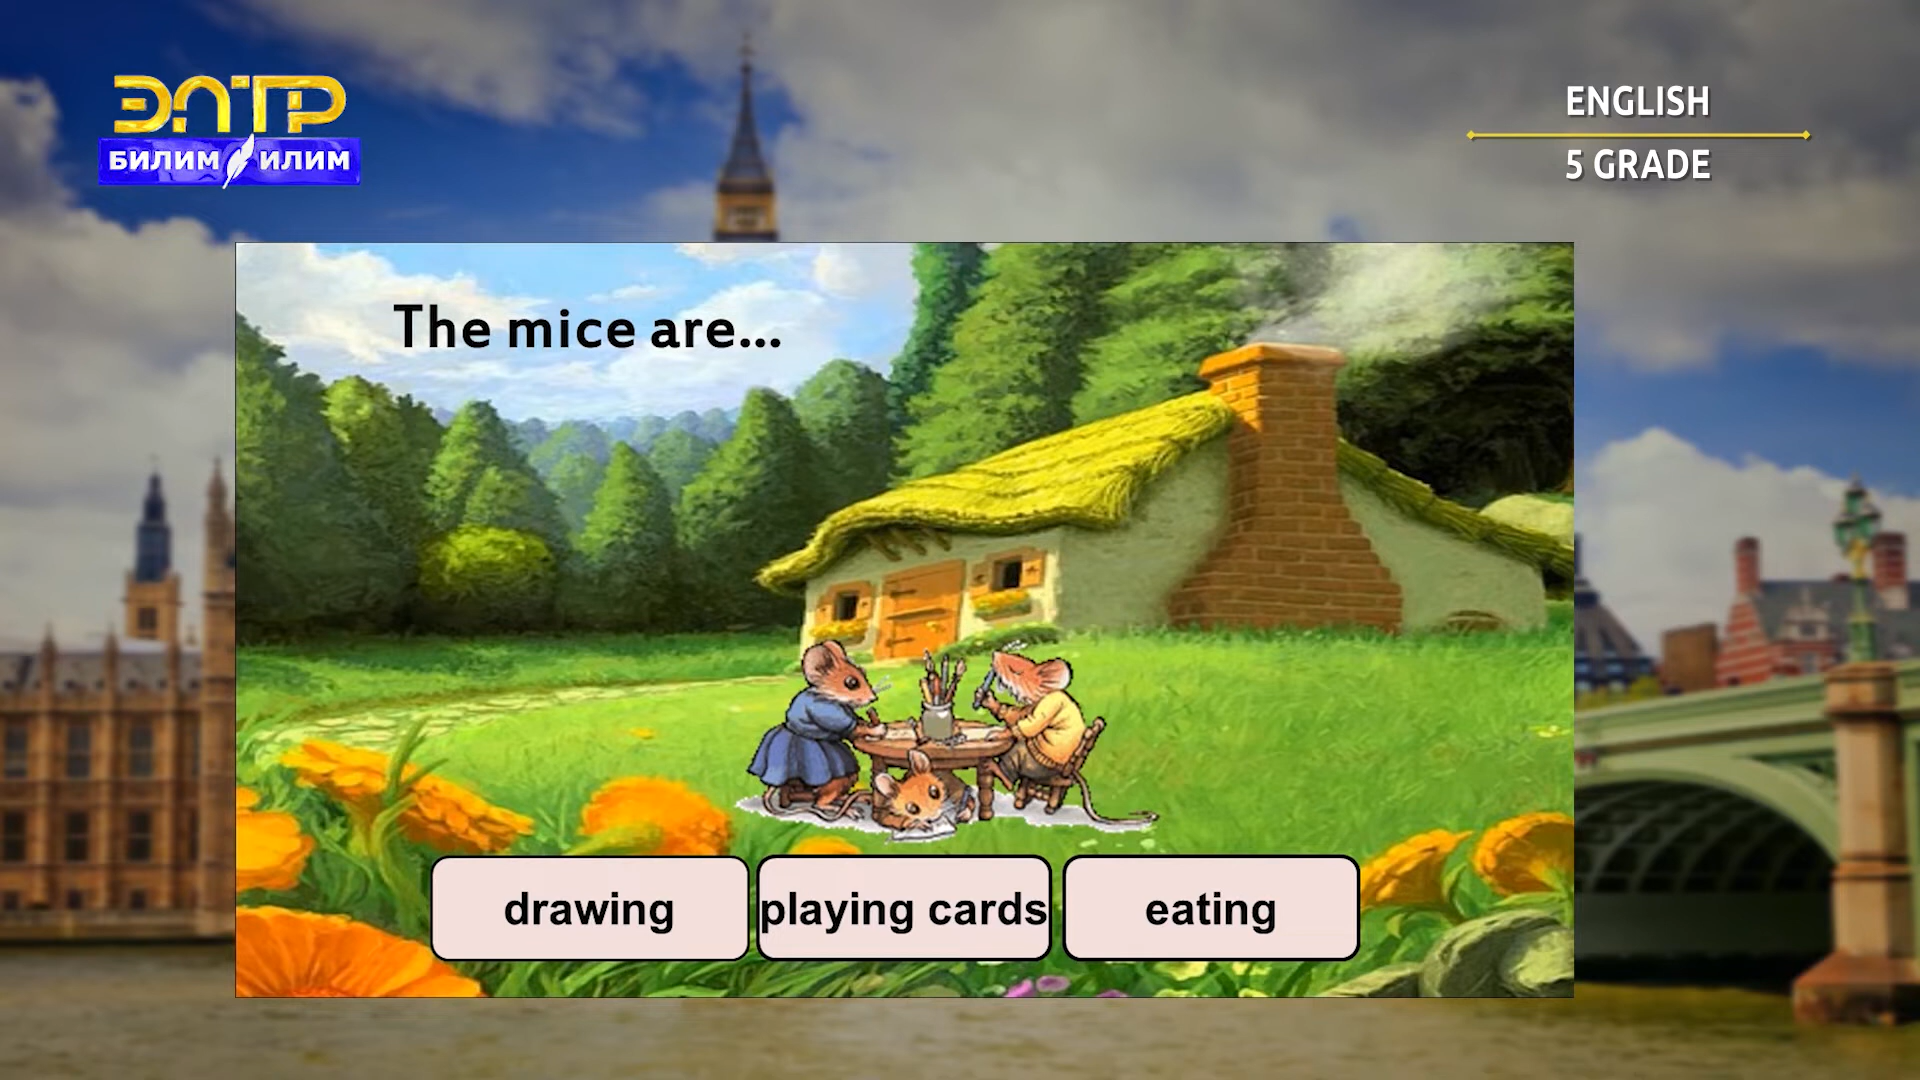 ЭЛТР
БИЛИМ ИЛИМ
ENGLISH
5 GRADE
The mice are...
drawing
playing cards
eating